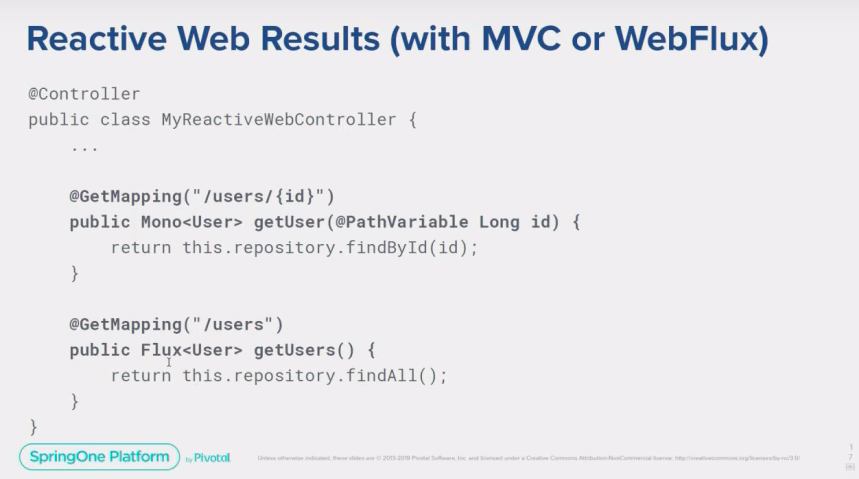 Reactive Web Results (with MVC or WebFlux)
@Controller
public class MyReactiveWebController {
...
@GetMapping("/users/{id}")
public Mono<User> getUser(@PathVariable Long id) {
return this.repository.findById(id);
}
@GetMapping("/users")
public Flux<User> getUsers() {
return this.repository.findAll();
}
}
SpringOne Platform by Pivotal.
Unless otherwise indicated, these slides are © 2013-2019 Pivotal Software, Inc. and licensed under a Creative Commons Attribution-NonCommercial license: http://creativecommons.org/licenses/by-nc/3.0/
1
7